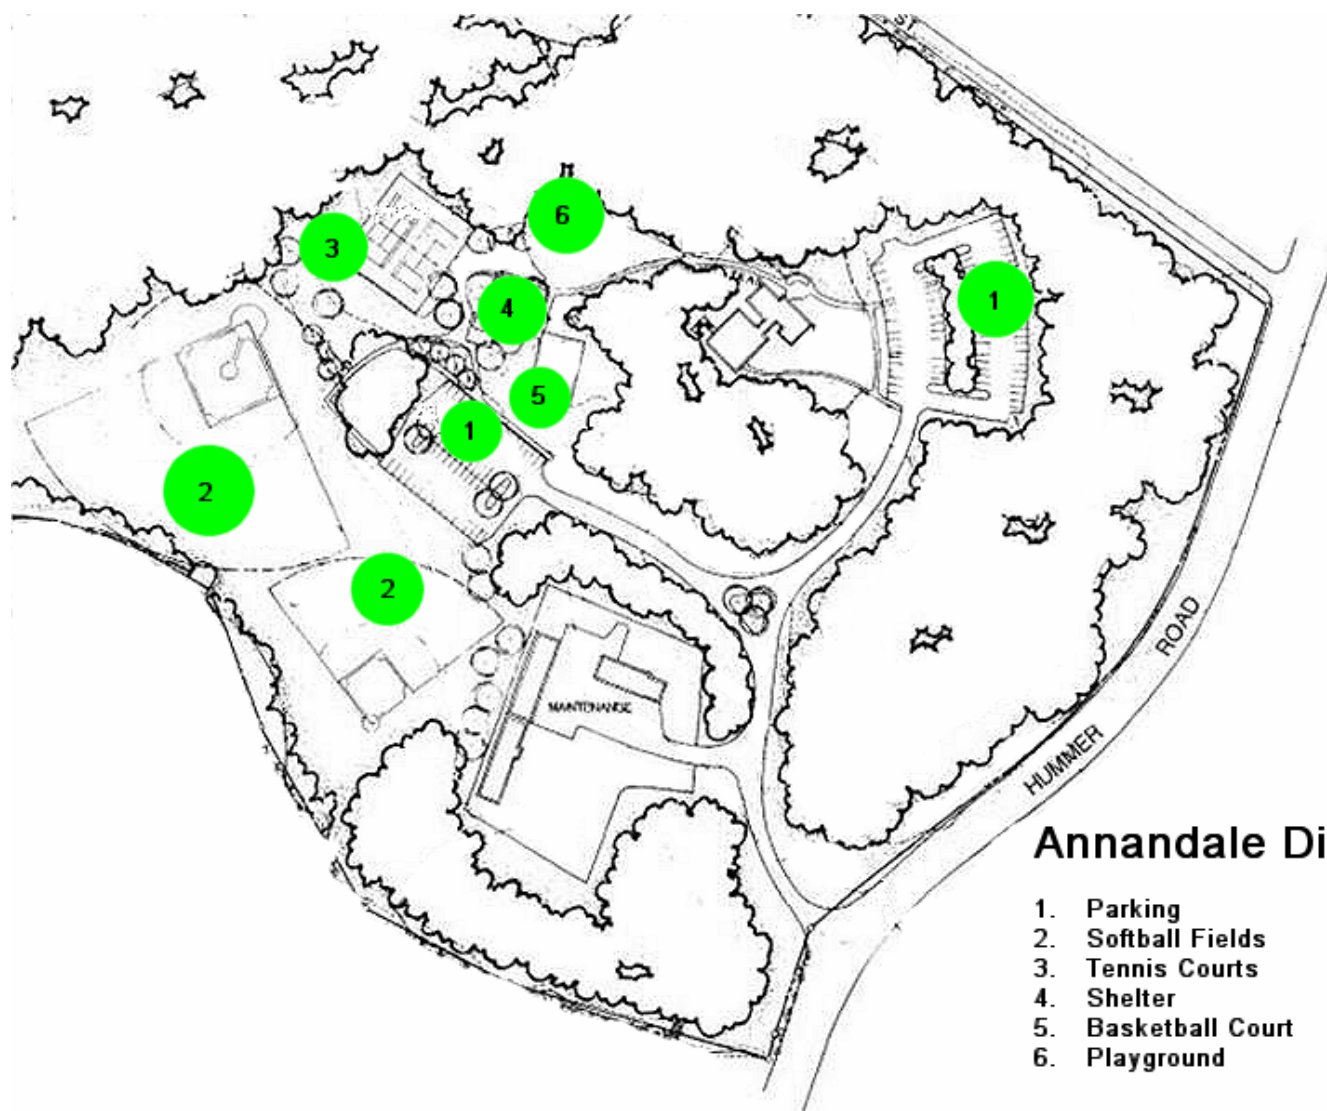 ST
6
3
4
1
5
1
2
2
MAINTENANCE
HUMMER ROAD
Annandale Di
1. Parking
2. Softball Fields
3. Tennis Courts
4. Shelter
5. Basketball Court
6. Playground